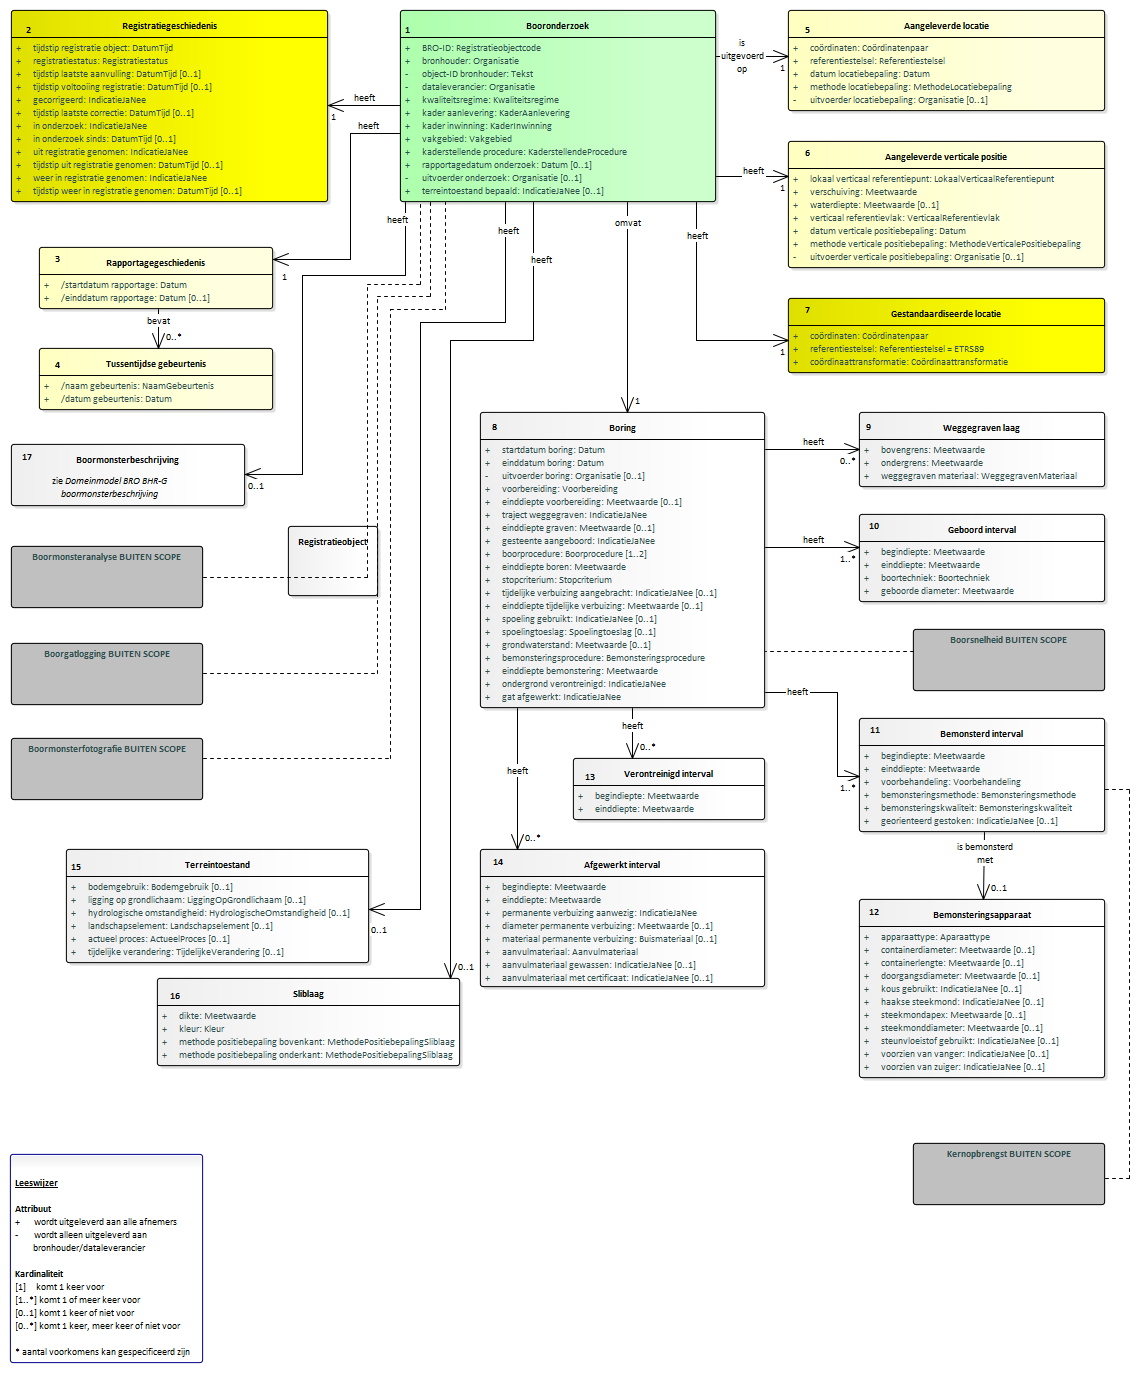 2
Registratiegeschiedenis
+ tijdstip registratie object: DatumTijd
+ registratiestatus: Registratiestatus
+ tijdstip laatste aanvulling: DatumTijd [0..1]
+ tijdstip voltooiing registratie: DatumTijd [0..1]
+ gecorrigeerd: IndicatieJaNee
+ tijdstip laatste correctie: DatumTijd [0..1]
+ in onderzoek: IndicatieJaNee
+ in onderzoek sinds: DatumTijd [0..1]
+ uit registratie genomen: IndicatieJaNee
+ tijdstip uit registratie genomen: DatumTijd [0..1]
+ weer in registratie genomen: IndicatieJaNee
+ tijdstip weer in registratie genomen: DatumTijd [0..1]
1
Booronderzoek
+ BRO-ID: Registratieobjectcode
+ bronhouder: Organisatie
- object-ID bronhouder: Tekst
- dataleverancier: Organisatie
+ kwaliteitsregime: Kwaliteitsregime
+ kader aanlevering: KaderAanlevering
+ kader inwinning: KaderInwinning
+ vakgebied: Vakgebied
+ kaderstellende procedure: KaderstellendeProcedure
+ rapportagedatum onderzoek: Datum [0..1]
- uitvoerder onderzoek: Organisatie [0..1]
+ terreintoestand bepaald: IndicatieJaNee [0..1]
5
Aangeleverde locatie
+ coördinaten: Coördinatenpaar
+ referentiestelsel: Referentiestelsel
+ datum locatiebepaling: Datum
+ methode locatiebepaling: MethodeLocatiebepaling
- uitvoerder locatiebepaling: Organisatie [0..1]
is
uitgevoerd
op
1
heeft
1
heeft
heeft
1
6
Aangeleverde verticale positie
+ lokaal verticaal referentiepunt: LokaalVerticaalReferentiepunt
+ verschuiving: Meetwaarde
+ waterdiepte: Meetwaarde [0..1]
+ verticaal referentievlak: VerticaalReferentievlak
+ datum verticale positiebepaling: Datum
+ methode verticale positiebepaling: MethodeVerticalePositiebepaling
- uitvoerder verticale positiebepaling: Organisatie [0..1]
heeft
heeft
heeft
omvat
heeft
1
3
Rapportagegeschiedenis
+ /startdatum rapportage: Datum
+ /einddatum rapportage: Datum [0..1]
bevat
0..*
4
Tussentijdse gebeurtenis
+ /naam gebeurtenis: NaamGebeurtenis
+ /datum gebeurtenis: Datum
7
Gestandaardiseerde locatie
+ coördinaten: Coördinatenpaar
+ referentiestelsel: Referentiestelsel = ETRS89
+ coördinaattransformatie: Coördinaattransformatie
1
1
17
Boormonsterbeschrijving
zie Domeinmodel BRO BHR-G
boormonsterbeschrijving
0..1
Registratieobject
Boormonsteranalyse BUITEN SCOPE
Boorgatlogging BUITEN SCOPE
Boormonsterfotografie BUITEN SCOPE
8
Boring
+ startdatum boring: Datum
+ einddatum boring: Datum
- uitvoerder boring: Organisatie [0..1]
+ voorbereiding: Voorbereiding
+ einddiepte voorbereiding: Meetwaarde [0..1]
+ traject weggegraven: IndicatieJaNee
+ einddiepte graven: Meetwaarde [0..1]
+ gesteente aangeboord: IndicatieJaNee
+ boorprocedure: Boorprocedure [1..2]
+ einddiepte boren: Meetwaarde
+ stopcriterium: Stopcriterium
+ tijdelijke verbuizing aangebracht: IndicatieJaNee [0..1]
+ einddiepte tijdelijke verbuizing: Meetwaarde [0..1]
+ spoeling gebruikt: IndicatieJaNee [0..1]
+ spoelingtoeslag: Spoelingtoeslag [0..1]
+ grondwaterstand: Meetwaarde [0..1]
+ bemonsteringsprocedure: Bemonsteringsprocedure
+ einddiepte bemonstering: Meetwaarde
+ ondergrond verontreinigd: IndicatieJaNee
+ gat afgewerkt: IndicatieJaNee
heeft
0..*
9
Weggegraven laag
+ bovengrens: Meetwaarde
+ ondergrens: Meetwaarde
+ weggegraven materiaal: WeggegravenMateriaal
heeft
1..*
10
Geboord interval
+ begindiepte: Meetwaarde
+ einddiepte: Meetwaarde
+ boortechniek: Boortechniek
+ geboorde diameter: Meetwaarde
Boorsnelheid BUITEN SCOPE
heeft
1..*
11
Bemonsterd interval
+ begindiepte: Meetwaarde
+ einddiepte: Meetwaarde
+ voorbehandeling: Voorbehandeling
+ bemonsteringsmethode: Bemonsteringsmethode
+ bemonsteringskwaliteit: Bemonsteringskwaliteit
+ georienteerd gestoken: IndicatieJaNee [0..1]
is bemonsterd
met
0..1
12
Bemonsteringsapparaat
+ apparaattype: Aparaattype
+ containerdiameter: Meetwaarde [0..1]
+ containerlengte: Meetwaarde [0..1]
+ doorgangsdiameter: Meetwaarde [0..1]
+ kous gebruikt: IndicatieJaNee [0..1]
+ haakse steekmond: IndicatieJaNee [0..1]
+ steekmondapex: Meetwaarde [0..1]
+ steekmonddiameter: Meetwaarde [0..1]
+ steunvloeistof gebruikt: IndicatieJaNee [0..1]
+ voorzien van vanger: IndicatieJaNee [0..1]
+ voorzien van zuiger: IndicatieJaNee [0..1]
Kernopbrengst BUITEN SCOPE
heeft
0..*
13
Verontreinigd interval
+ begindiepte: Meetwaarde
+ einddiepte: Meetwaarde
heeft
0..*
14
Afgewerkt interval
+ begindiepte: Meetwaarde
+ einddiepte: Meetwaarde
+ permanente verbuizing aanwezig: IndicatieJaNee
+ diameter permanente verbuizing: Meetwaarde [0..1]
+ materiaal permanente verbuizing: Buismateriaal [0..1]
+ aanvulmateriaal: Aanvulmateriaal
+ aanvulmateriaal gewassen: IndicatieJaNee [0..1]
+ aanvulmateriaal met certificaat: IndicatieJaNee [0..1]
15
Terreintoestand
+ bodemgebruik: Bodemgebruik [0..1]
+ ligging op grondlichaam: LiggingOpGrondlichaam [0..1]
+ hydrologische omstandigheid: HydrologischeOmstandigheid [0..1]
+ landschapselement: Landschapselement [0..1]
+ actueel proces: ActueelProces [0..1]
+ tijdelijke verandering: TijdelijkeVerandering [0..1]
0..1
0..1
16
Sliblaag
+ dikte: Meetwaarde
+ kleur: Kleur
+ methode positiebepaling bovenkant: MethodePositiebepalingSliblaag
+ methode positiebepaling onderkant: MethodePositiebepalingSliblaag
Leeswijzer
Attribuut
+ wordt uitgeleverd aan alle afnemers
- wordt alleen uitgeleverd aan
bronhouder/dataleverancier
Kardinaliteit
[1] komt 1 keer voor
[1..*] komt 1 of meer keer voor
[0..1] komt 1 keer of niet voor
[0..*] komt 1 keer, meer keer of niet voor
* aantal voorkomens kan gespecificeerd zijn